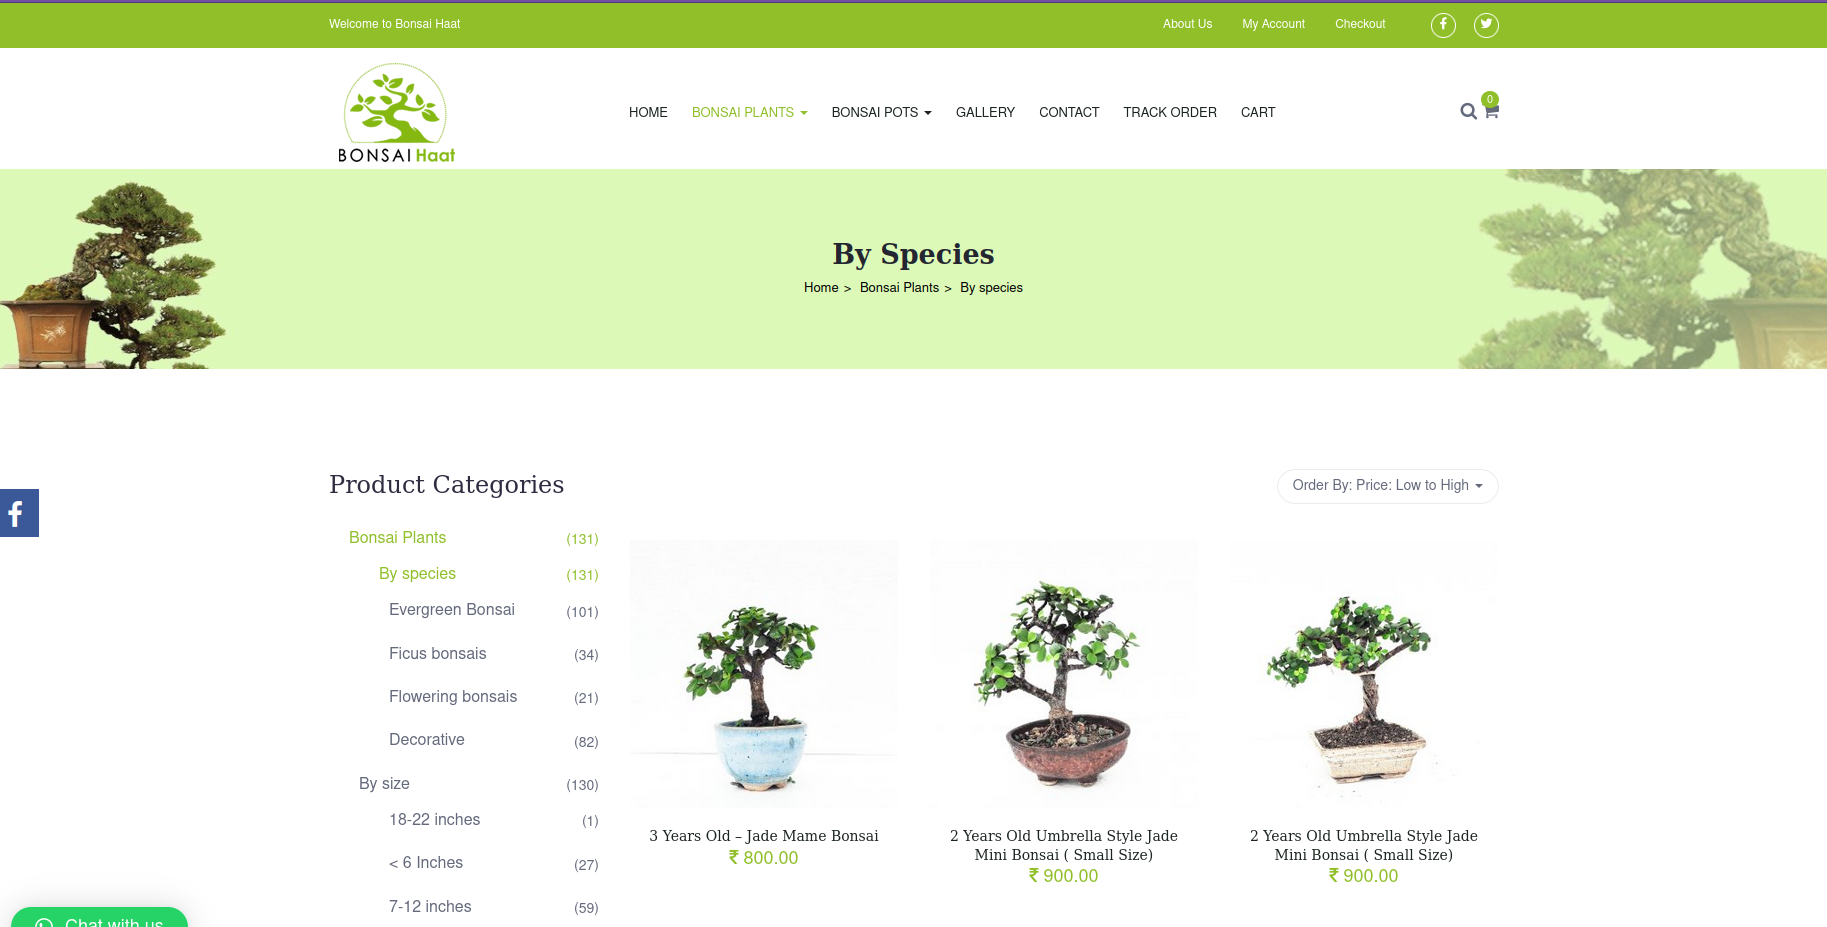 Welcome to Bonsai Haat
About Us
My Account
Checkout
BONSAI Haat
HOME
BONSAI PLANTS
BONSAI POTS
GALLERY
CONTACT
TRACK ORDER
CART
0
By Species
Home > Bonsai Plants > By species
Product Categories
Order By: Price: Low to High
Bonsai Plants (131)
By species (131)
Evergreen Bonsai (101)
Ficus bonsais (34)
Flowering bonsais (21)
Decorative (82)
By size (130)
18-22 inches (1)
< 6 Inches (27)
7-12 inches (59)
3 Years Old – Jade Mame Bonsai
₹ 800.00
2 Years Old Umbrella Style Jade
Mini Bonsai ( Small Size)
₹ 900.00
2 Years Old Umbrella Style Jade
Mini Bonsai ( Small Size)
₹ 900.00
Chat with us